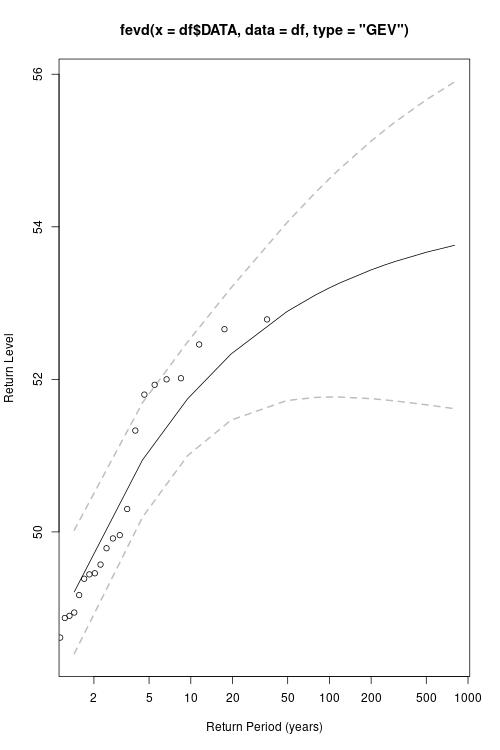 fevd(x = df$DATA, data = df, type = "GEV")
56
54
52
50
Return Level
2 5 10 20 50 100 200 500 1000
Return Period (years)